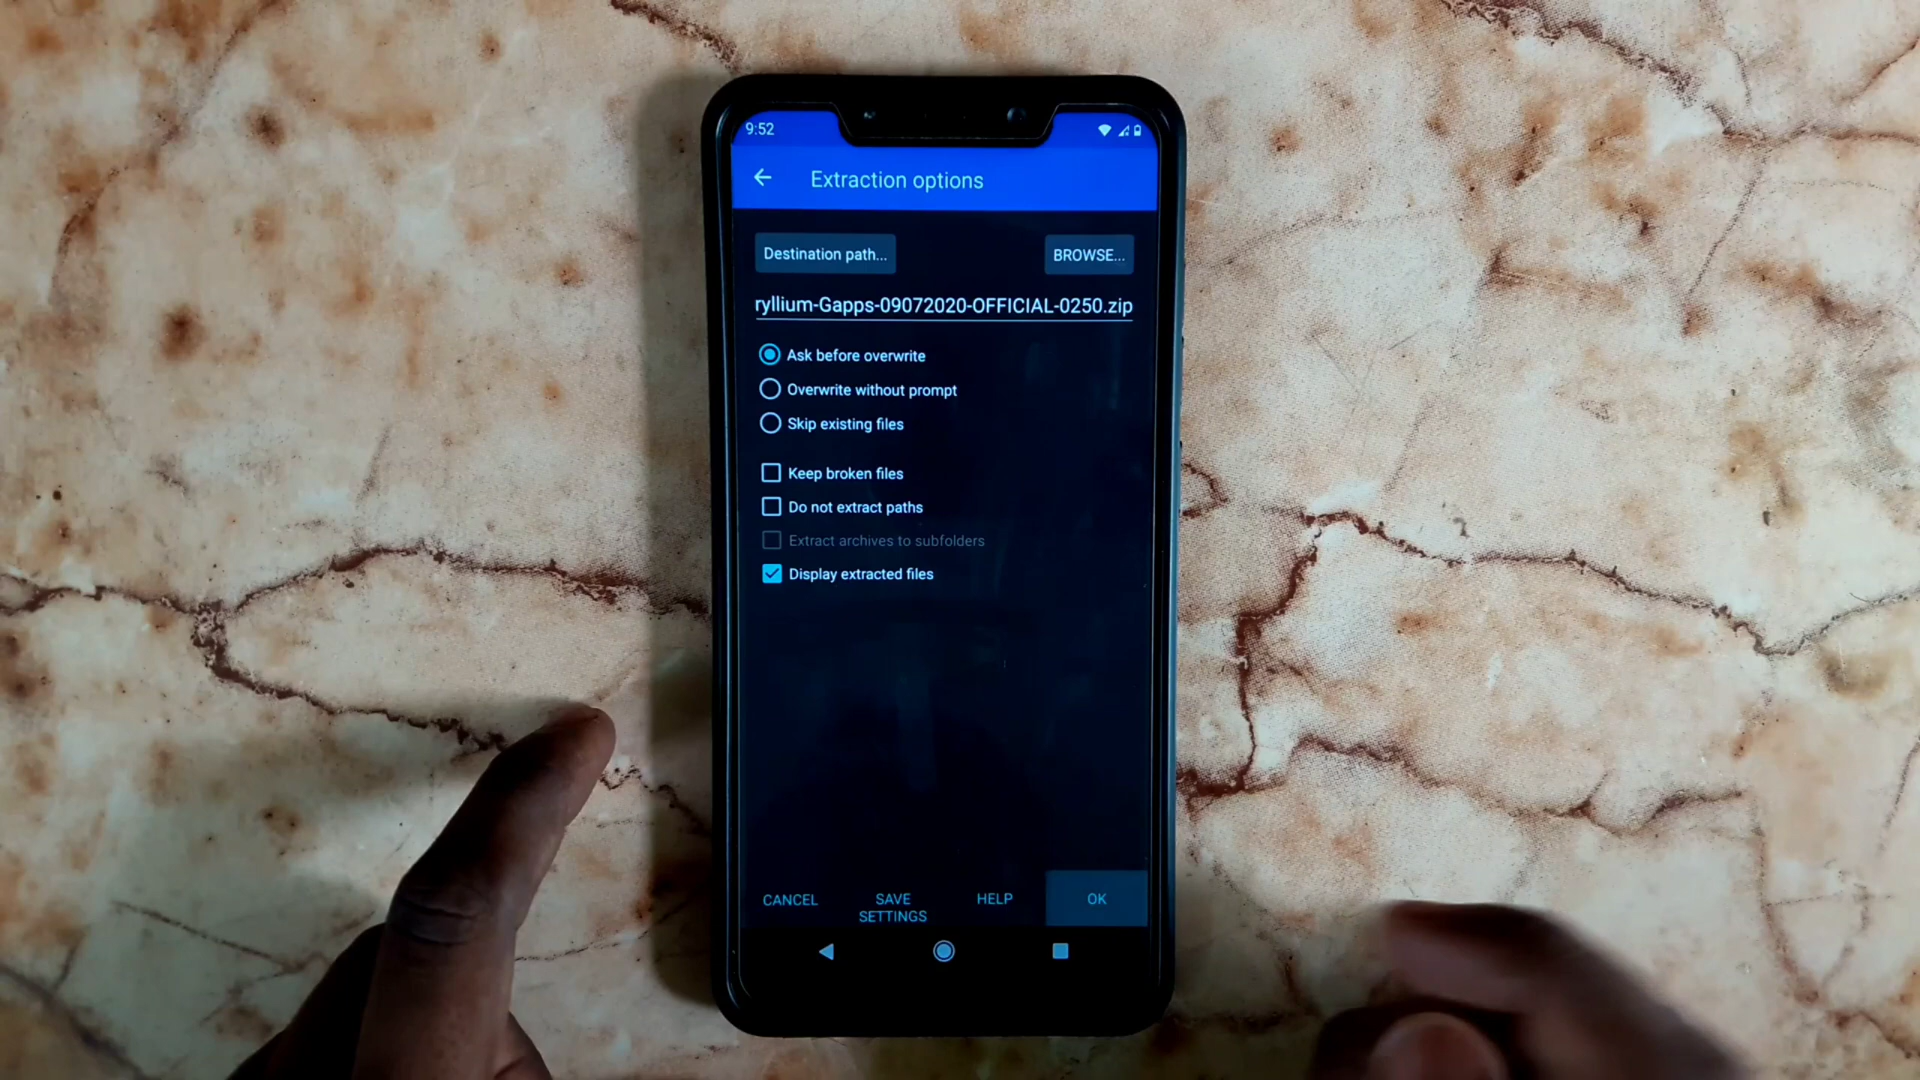 9:52
Extraction options
Destination path...
BROWSE...
ryllium-Gapps-09072020-OFFICIAL-0250.zip
Ask before overwrite
Overwrite without prompt
Skip existing files
Keep broken files
Do not extract paths
Extract archives to subfolders
Display extracted files
CANCEL
SAVE
SETTINGS
HELP
OK